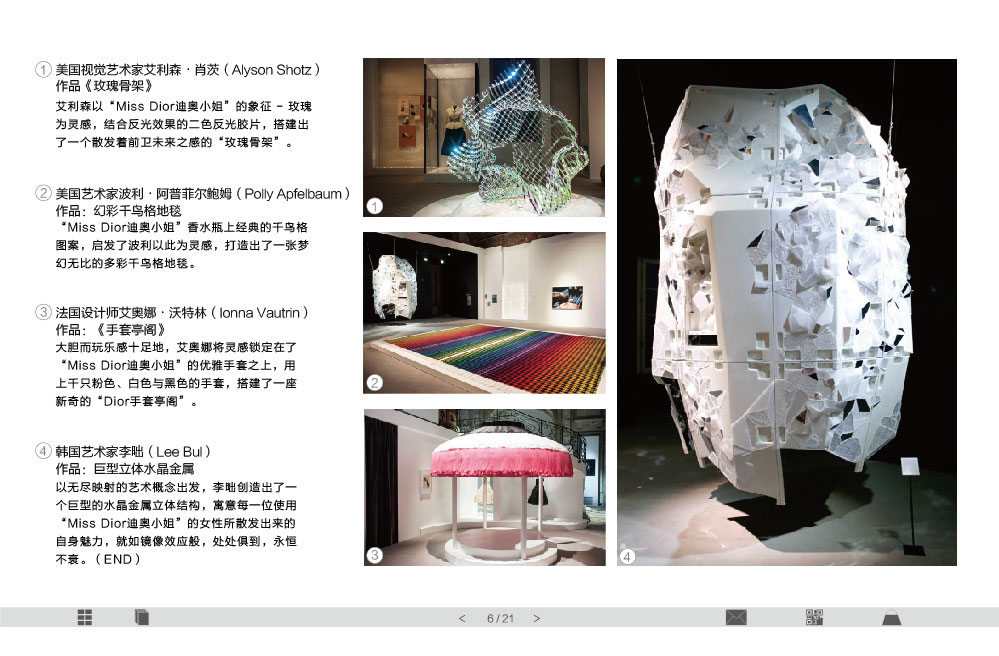 1 美国视觉艺术家艾利森·肖茨（Alyson Shotz）
作品《玫瑰骨架》
艾利森以“Miss Dior迪奥小姐”的象征 - 玫瑰
为灵感，结合反光效果的二色反光胶片，搭建出
了一个散发着前卫未来之感的“玫瑰骨架”。
2 美国艺术家波利·阿普菲尔鲍姆（Polly Apfelbaum）
作品：幻彩千鸟格地毯
“Miss Dior迪奥小姐”香水瓶上经典的千鸟格
图案，启发了波利以此为灵感，打造出了一张梦
幻无比的多彩千鸟格地毯。
3 法国设计师艾奥娜·沃特林（Ionna Vautrin）
作品：《手套亭阁》
大胆而玩乐感十足地，艾奥娜将灵感锁定在了
“Miss Dior迪奥小姐”的优雅手套之上，用
上千只粉色、白色与黑色的手套，搭建了一座
新奇的“Dior手套亭阁”。
4 韩国艺术家李昢（Lee Bul）
作品：巨型立体水晶金属
以无尽映射的艺术概念出发，李昢创造出了一
个巨型的水晶金属立体结构，寓意每一位使用
“Miss Dior迪奥小姐”的女性所散发出来的
自身魅力，就如镜像效应般，处处俱到，永恒
不衰。（END）
1
2
3
4
< 6/21 >